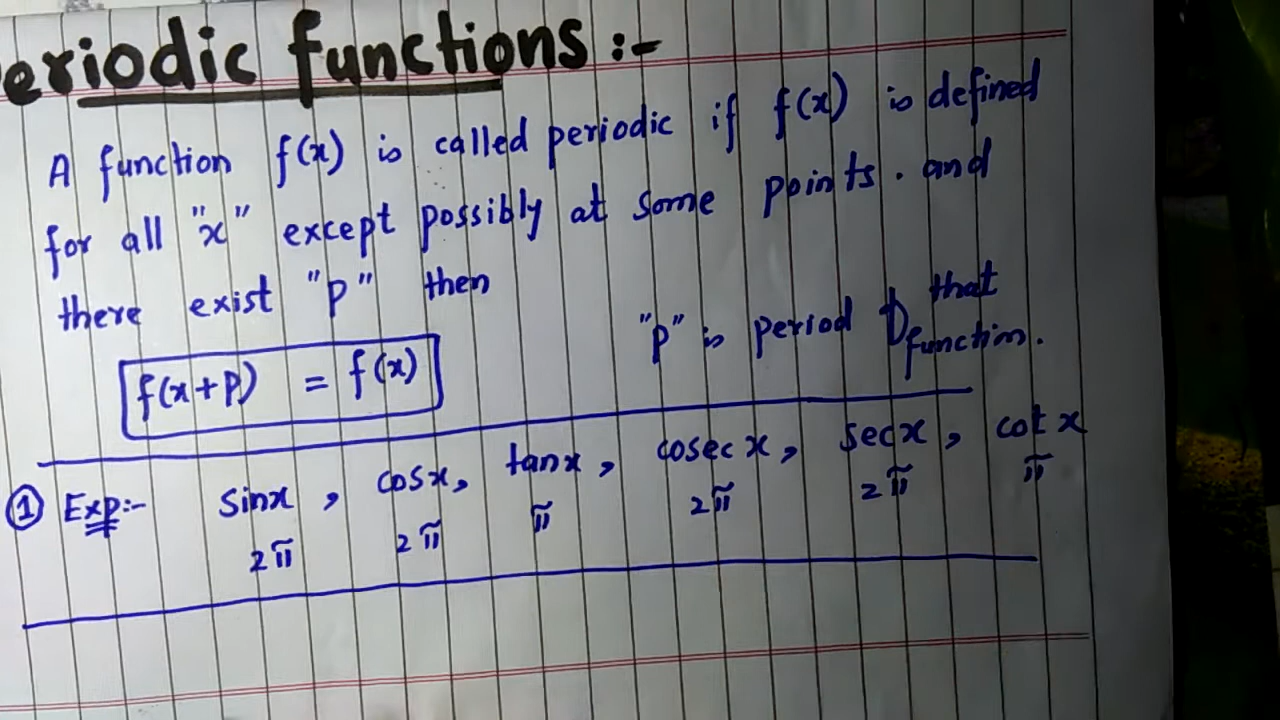 eriodic functions :-
A function f(x) is called periodic if f(x) is defined
for all "x" except possibly at some points. and
there exist "p" then
"p" is period of that
function.
f(x+p) = f(x)
① Exp:- sinx, cosx, tanx, cosec x, secx, cot x
2π 2π π 2π 2π π